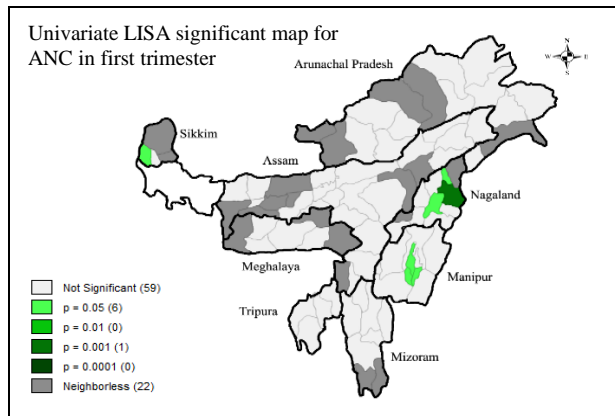 Univariate LISA significant map for
ANC in first trimester
Arunachal Pradesh
N
W E
S
Sikkim
Assam
Nagaland
Meghalaya
Manipur
Tripura
Mizoram
Not Significant (59)
p = 0.05 (6)
p = 0.01 (0)
p = 0.001 (1)
p = 0.0001 (0)
Neighborless (22)